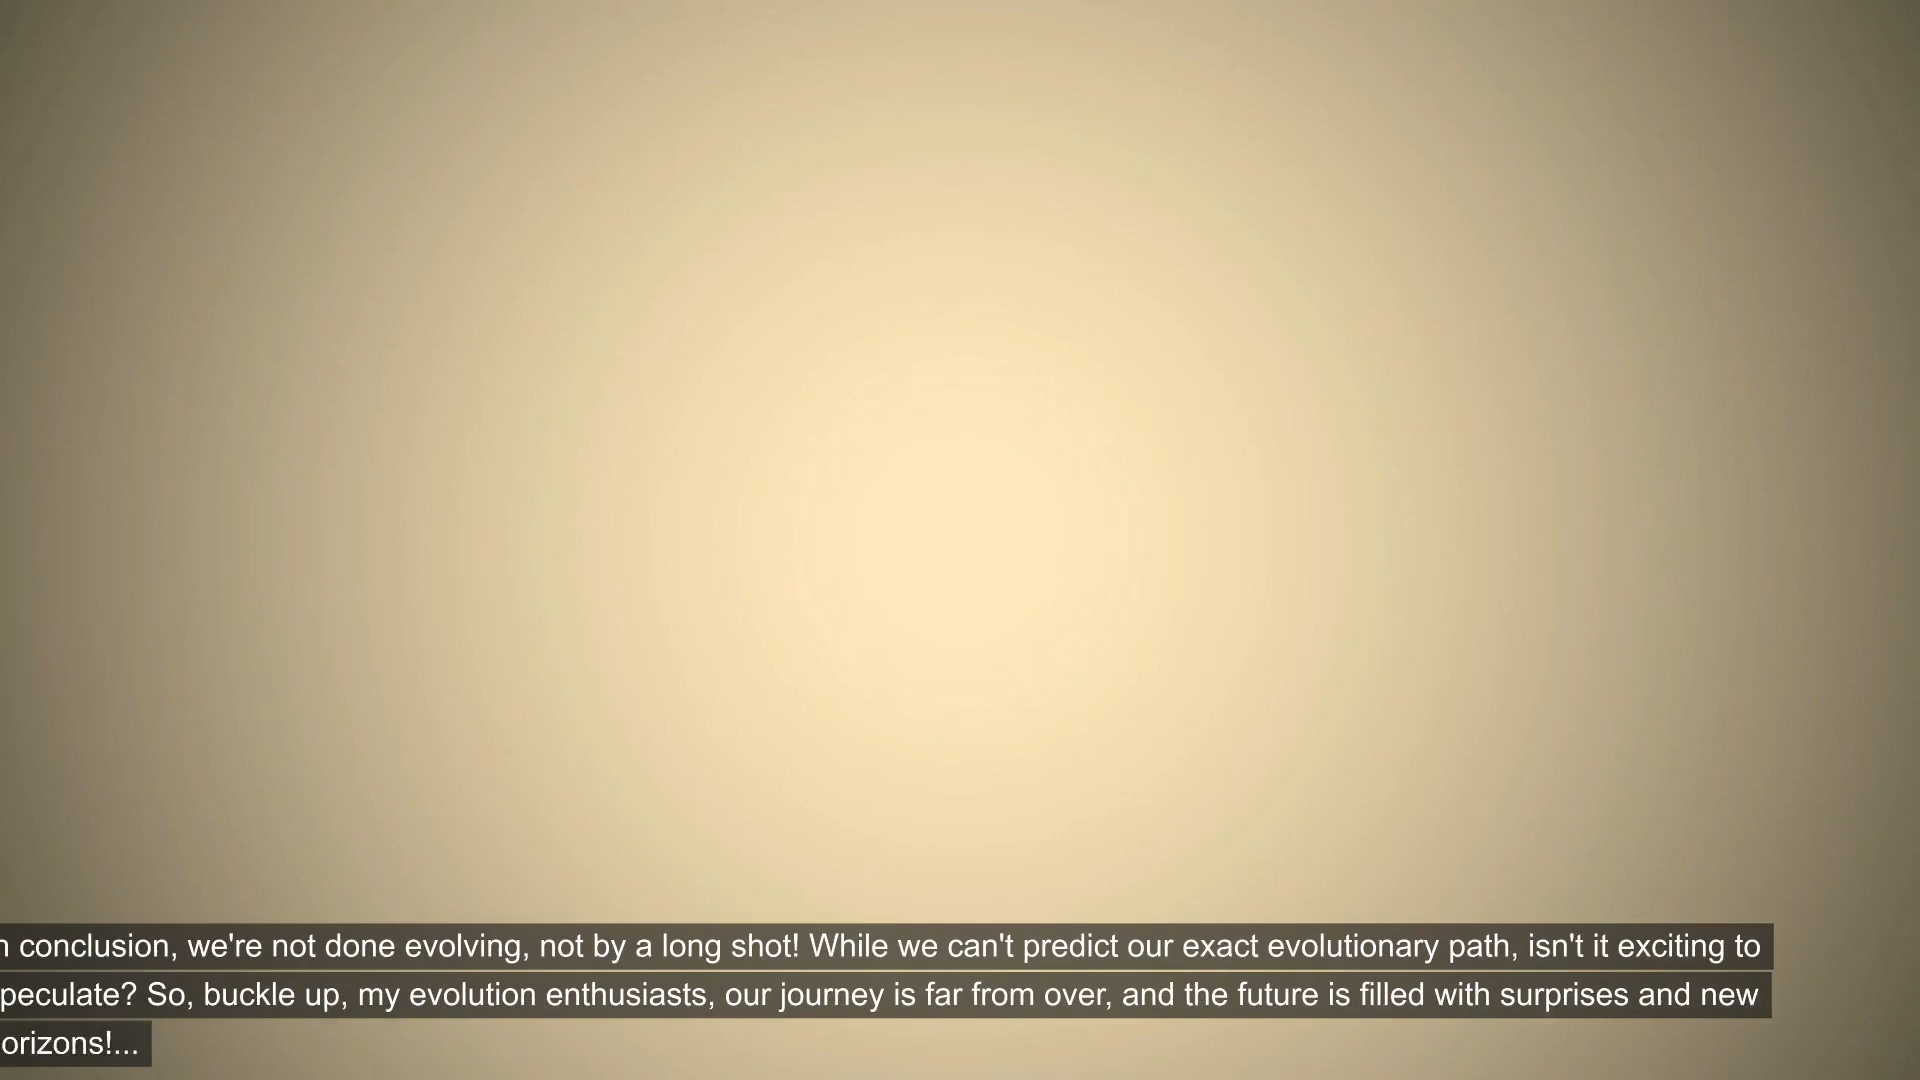 n conclusion, we're not done evolving, not by a long shot! While we can't predict our exact evolutionary path, isn't it exciting to
peculate? So, buckle up, my evolution enthusiasts, our journey is far from over, and the future is filled with surprises and new
orizons!...